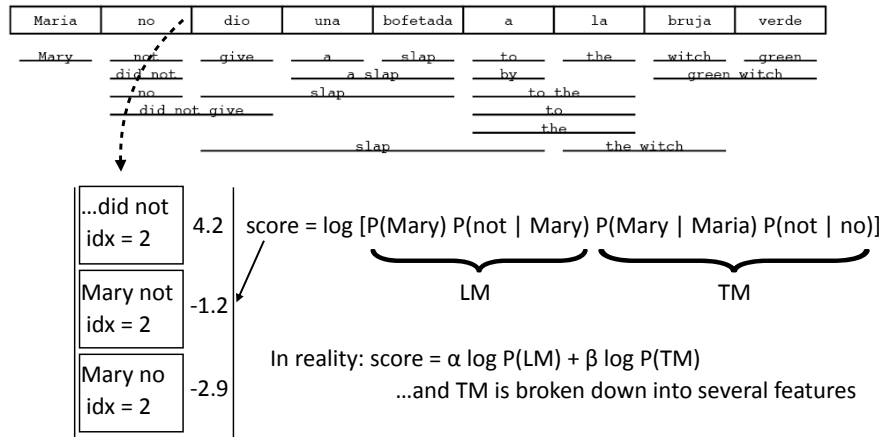 Maria no dio una bofetada a la bruja verde
Mary not give a slap to the witch green
did not a slap by green witch
no slap to the
did not give to
the
slap the witch
...did not
idx = 2
4.2
score = log [P(Mary) P(not | Mary) P(Mary | Maria) P(not | no)]
LM TM
Mary not
idx = 2
-1.2
In reality: score = α log P(LM) + β log P(TM)
...and TM is broken down into several features
Mary no
idx = 2
-2.9